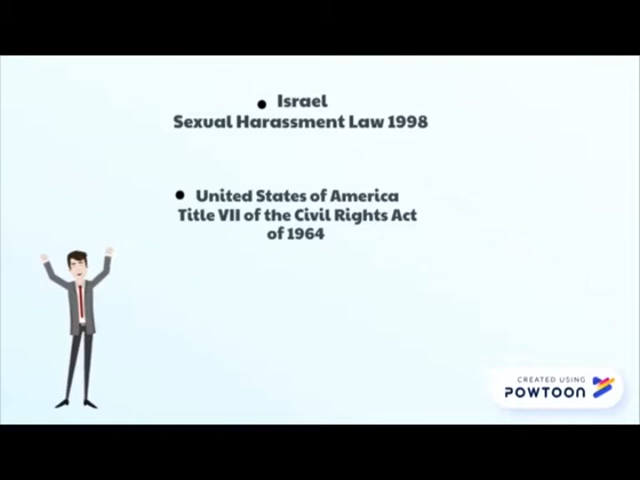 • Israel
Sexual Harassment Law 1998
• United States of America
Title VII of the Civil Rights Act
of 1964
CREATED USING
POWTOON